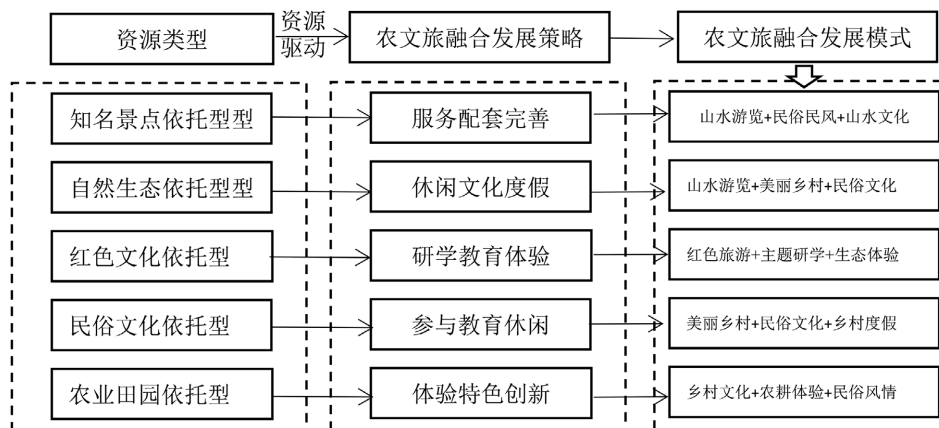 资源类型
资源
驱动
农文旅融合发展策略
农文旅融合发展模式
知名景点依托型型
服务配套完善
山水游览+民俗民风+山水文化
自然生态依托型型
休闲文化度假
山水游览+美丽乡村+民俗文化
红色文化依托型
研学教育体验
红色旅游+主题研学+生态体验
民俗文化依托型
参与教育休闲
美丽乡村+民俗文化+乡村度假
农业田园依托型
体验特色创新
乡村文化+农耕体验+民俗风情